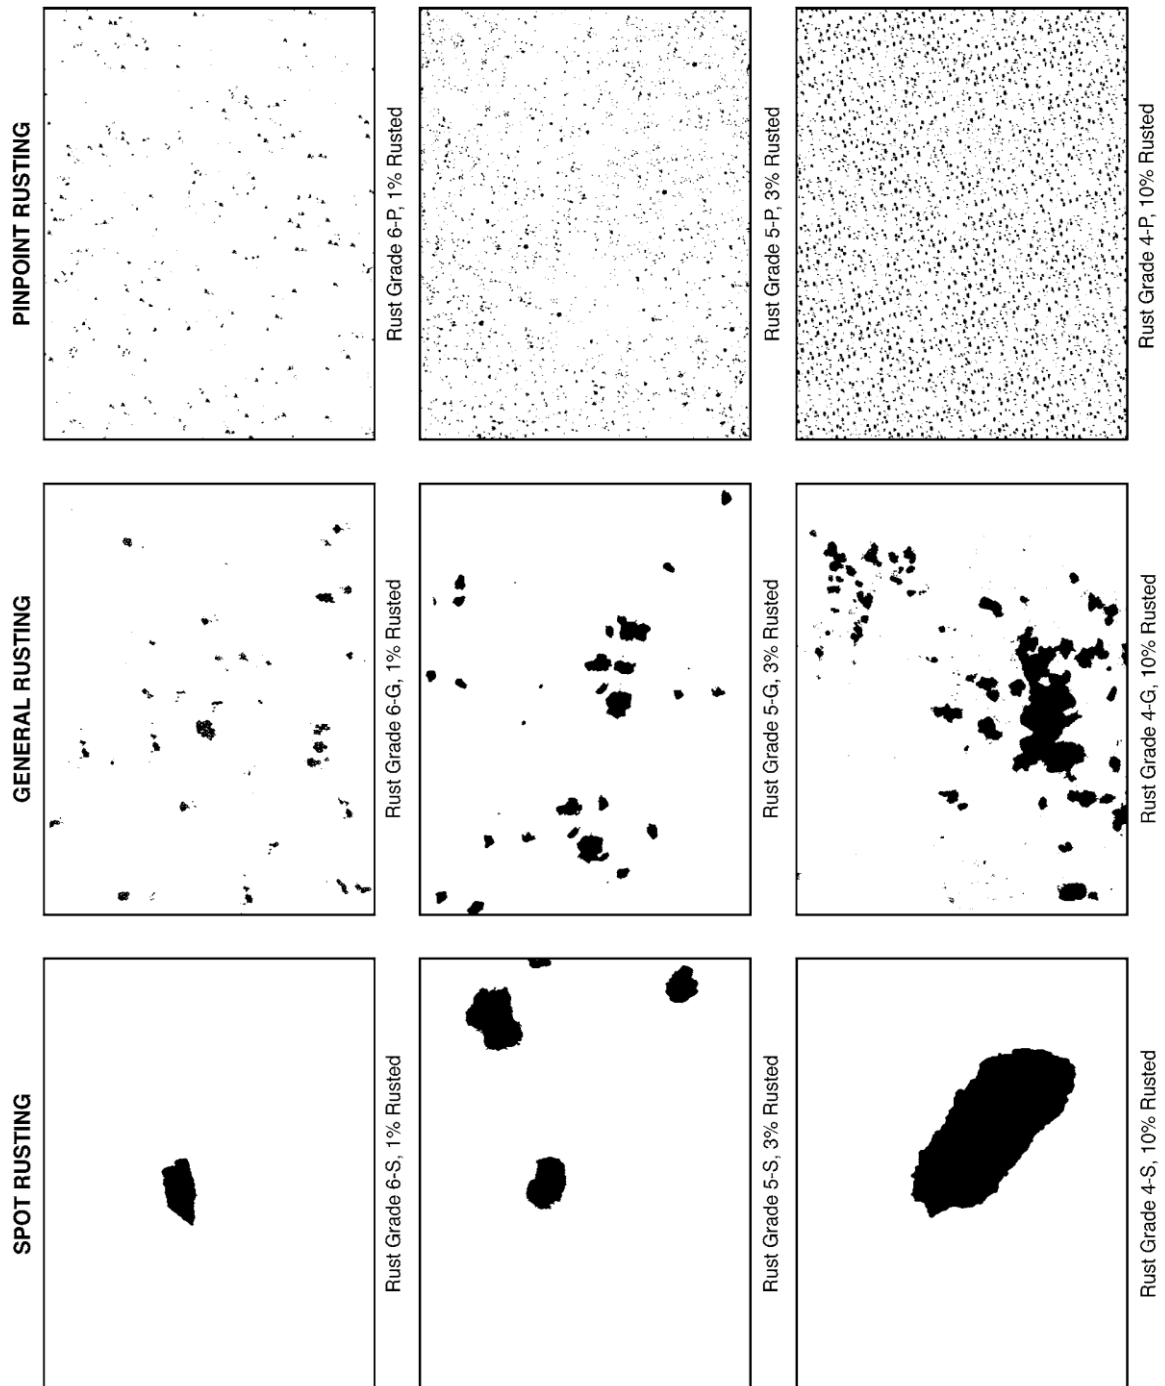 SPOT RUSTING
GENERAL RUSTING
PINPOINT RUSTING
Rust Grade 6-S, 1% Rusted
Rust Grade 6-G, 1% Rusted
Rust Grade 6-P, 1% Rusted
Rust Grade 5-S, 3% Rusted
Rust Grade 5-G, 3% Rusted
Rust Grade 5-P, 3% Rusted
Rust Grade 4-S, 10% Rusted
Rust Grade 4-G, 10% Rusted
Rust Grade 4-P, 10% Rusted